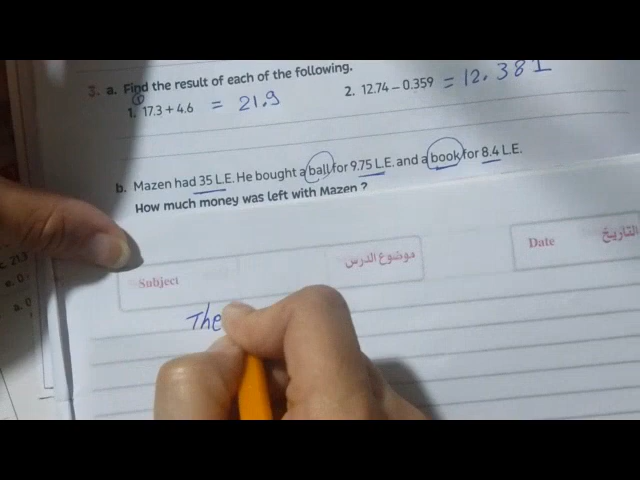 3. a. Find the result of each of the following.
1. 17.3 + 4.6 = 21.9 2. 12.74 – 0.359 = 12.381
b. Mazen had 35 L.E. He bought a ball for 9.75 L.E. and a book for 8.4 L.E.
How much money was left with Mazen ?
Subject موضوع الدرس Date التاريخ
The